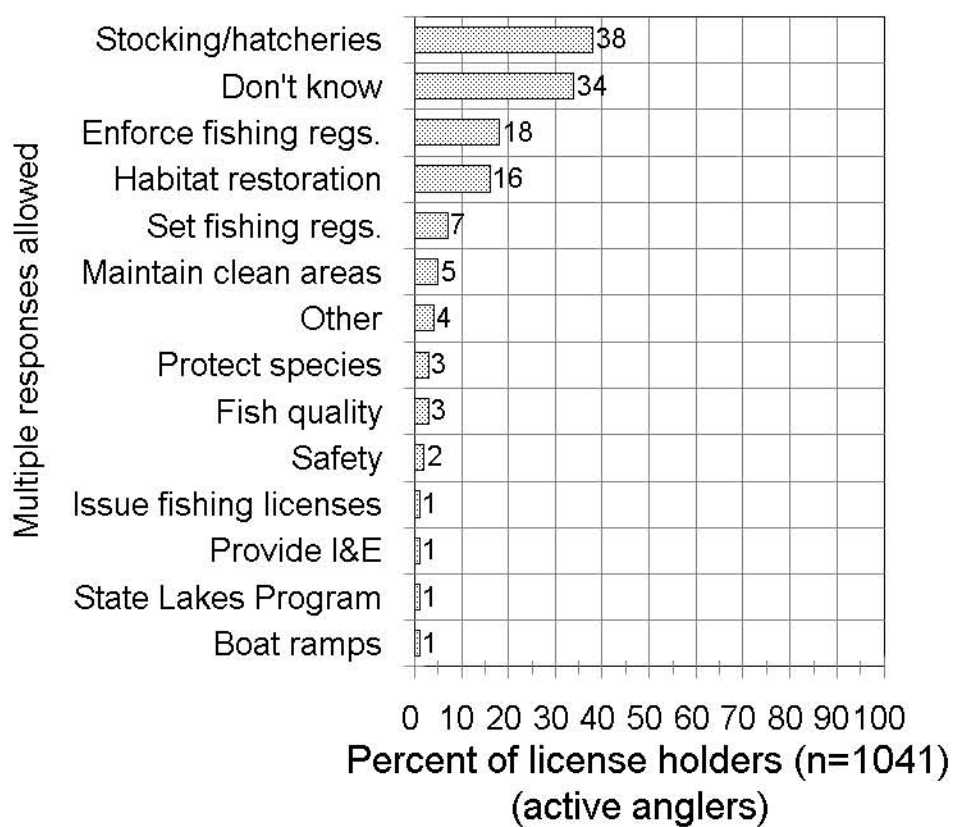 Multiple responses allowed
Stocking/hatcheries 38
Don't know 34
Enforce fishing regs. 18
Habitat restoration 16
Set fishing regs. 7
Maintain clean areas 5
Other 4
Protect species 3
Fish quality 3
Safety 2
Issue fishing licenses 1
Provide I&E 1
State Lakes Program 1
Boat ramps 1
0 10 20 30 40 50 60 70 80 90 100
Percent of license holders (n=1041)
(active anglers)